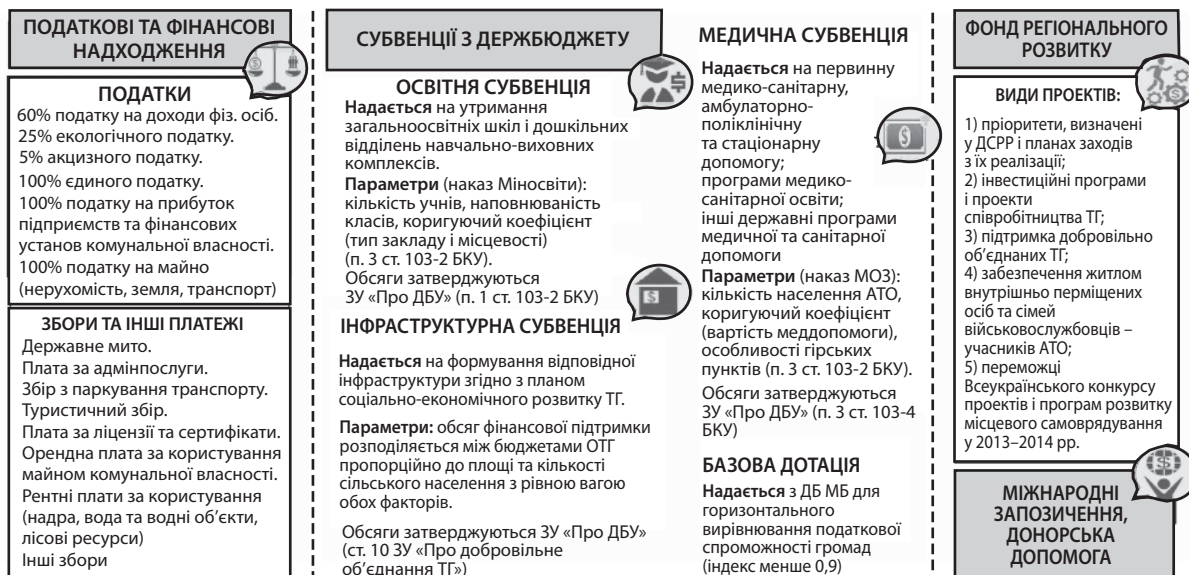 ПОДАТКОВІ ТА ФІНАНСОВІ
НАДХОДЖЕННЯ
ПОДАТКИ
60% податку на доходи фіз. осіб.
25% екологічного податку.
5% акцизного податку.
100% єдиного податку.
100% податку на прибуток
підприємств та фінансових
установ комунальної власності.
100% податку на майно
(нерухомість, земля, транспорт)
ЗБОРИ ТА ІНШІ ПЛАТЕЖІ
Державне мито.
Плата за адмінпослуги.
Збір з паркування транспорту.
Туристичний збір.
Плата за ліцензії та сертифікати.
Орендна плата за користування
майном комунальної власності.
Рентні плати за користування
(надра, вода та водні об’єкти,
лісові ресурси)
Інші збори
СУБВЕНЦІЇ З ДЕРЖБЮДЖЕТУ
ОСВІТНЯ СУБВЕНЦІЯ
Надається на утримання
загальноосвітніх шкіл і дошкільних
відділень навчально-виховних
комплексів.
Параметри (наказ Міносвіти):
кількість учнів, наповнюваність
класів, коригуючий коефіцієнт
(тип закладу і місцевості)
(п. 3 ст. 103-2 БКУ).
Обсяги затверджуються
ЗУ «Про ДБУ» (п. 1 ст. 103-2 БКУ)
ІНФРАСТРУКТУРНА СУБВЕНЦІЯ
Надається на формування відповідної
інфраструктури згідно з планом
соціально-економічного розвитку ТГ.
Параметри: обсяг фінансової підтримки
розподіляється між бюджетами ОТГ
пропорційно до площі та кількості
сільського населення з рівною вагою
обох факторів.
Обсяги затверджуються ЗУ «Про ДБУ»
(ст. 10 ЗУ «Про добровільне
об’єднання ТГ»)
МЕДИЧНА СУБВЕНЦІЯ
Надається на первинну
медико-санітарну,
амбулаторно-
поліклінічну
та стаціонарну
допомогу;
програми медико-
санітарної освіти;
інші державні програми
медичної та санітарної
допомоги
Параметри (наказ МОЗ):
кількість населення АТО,
коригуючий коефіцієнт
(вартість меддопомоги),
особливості гірських
пунктів (п. 3 ст. 103-2 БКУ).
Обсяги затверджуються
ЗУ «Про ДБУ» (п. 3 ст. 103-4
БКУ)
БАЗОВА ДОТАЦІЯ
Надається з ДБ МБ для
горизонтального
вирівнювання податкової
спроможності громад
(індекс менше 0,9)
ФОНД РЕГІОНАЛЬНОГО
РОЗВИТКУ
ВИДИ ПРОЕКТІВ:
1) пріоритети, визначені
у ДСРР і планах заходів
з їх реалізації;
2) інвестиційні програми
і проекти
співробітництва ТГ;
3) підтримка добровільно
об’єднаних ТГ;
4) забезпечення житлом
внутрішньо перміщених
осіб та сімей
військовослужбовців –
учасників АТО;
5) переможці
Всеукраїнського конкурсу
проектів і програм розвитку
місцевого самоврядування
у 2013–2014 рр.
МІЖНАРОДНІ
ЗАПОЗИЧЕННЯ,
ДОНОРСЬКА
ДОПОМОГА